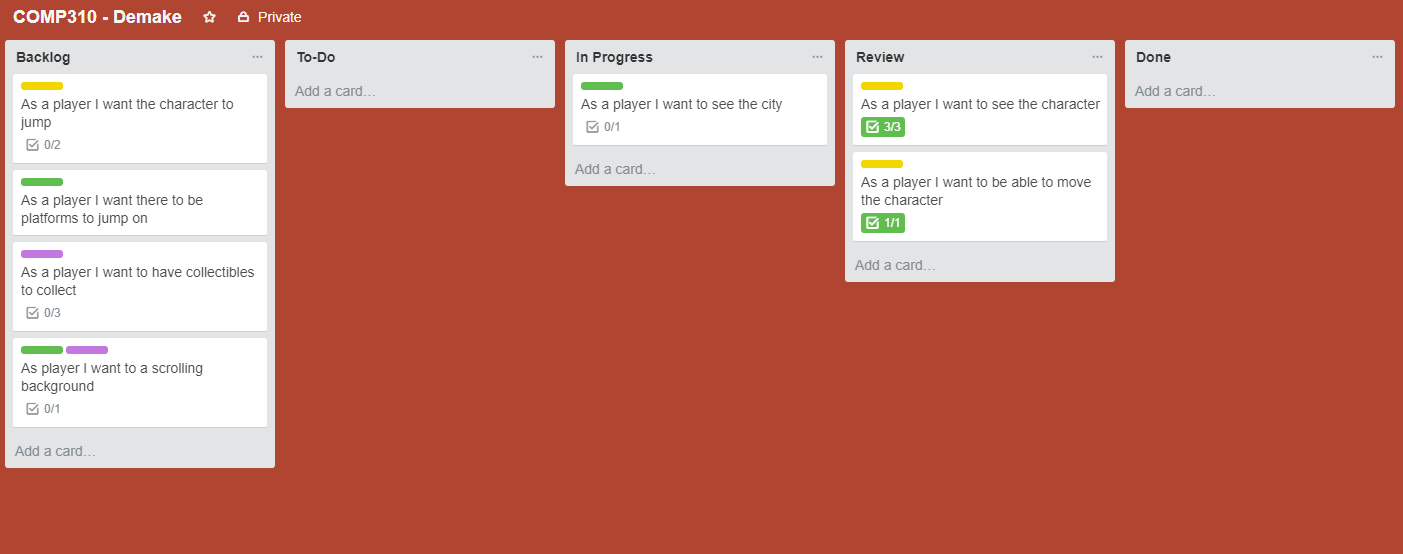 COMP310 - Demake
Private
Backlog
As a player I want the character to
jump
0/2
As a player I want there to be
platforms to jump on
As a player I want to have collectibles
to collect
0/3
As player I want to a scrolling
background
0/1
Add a card…
To-Do
Add a card…
In Progress
As a player I want to see the city
0/1
Add a card…
Review
As a player I want to see the character
3/3
As a player I want to be able to move
the character
1/1
Add a card…
Done
Add a card…